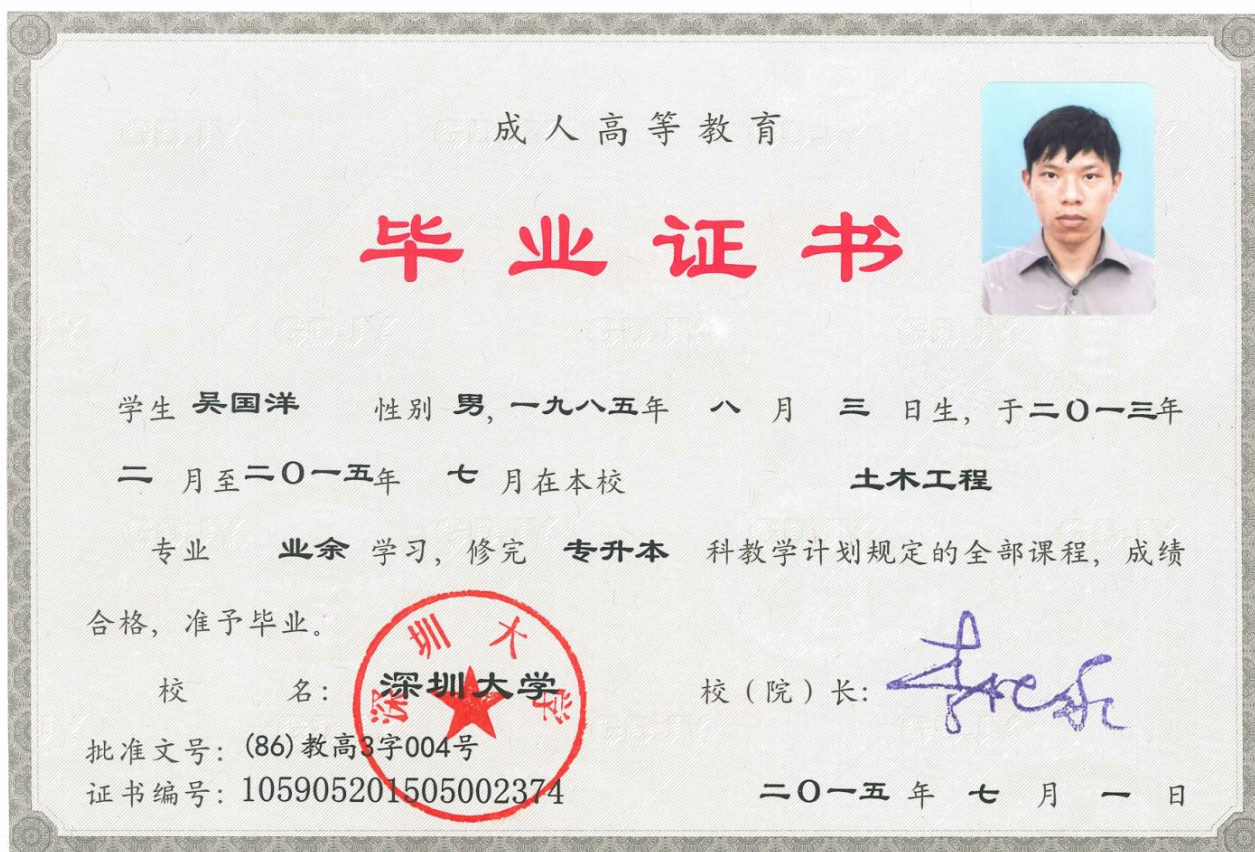 成人高等教育
毕业证书
学生 吴国洋 性别 男, 一九八五年 八 月 三 日生, 于二〇一三年
二 月至二〇一五年 七 月在本校 土木工程
专业 业余 学习, 修完 专升本 科教学计划规定的全部课程, 成绩
合格, 准予毕业。
校 名: 深圳大学
校（院）长:
批准文号: (86)教高3字004号
证书编号: 105905201505002374
二〇一五 年 七 月 一 日
深圳大学
GDJY